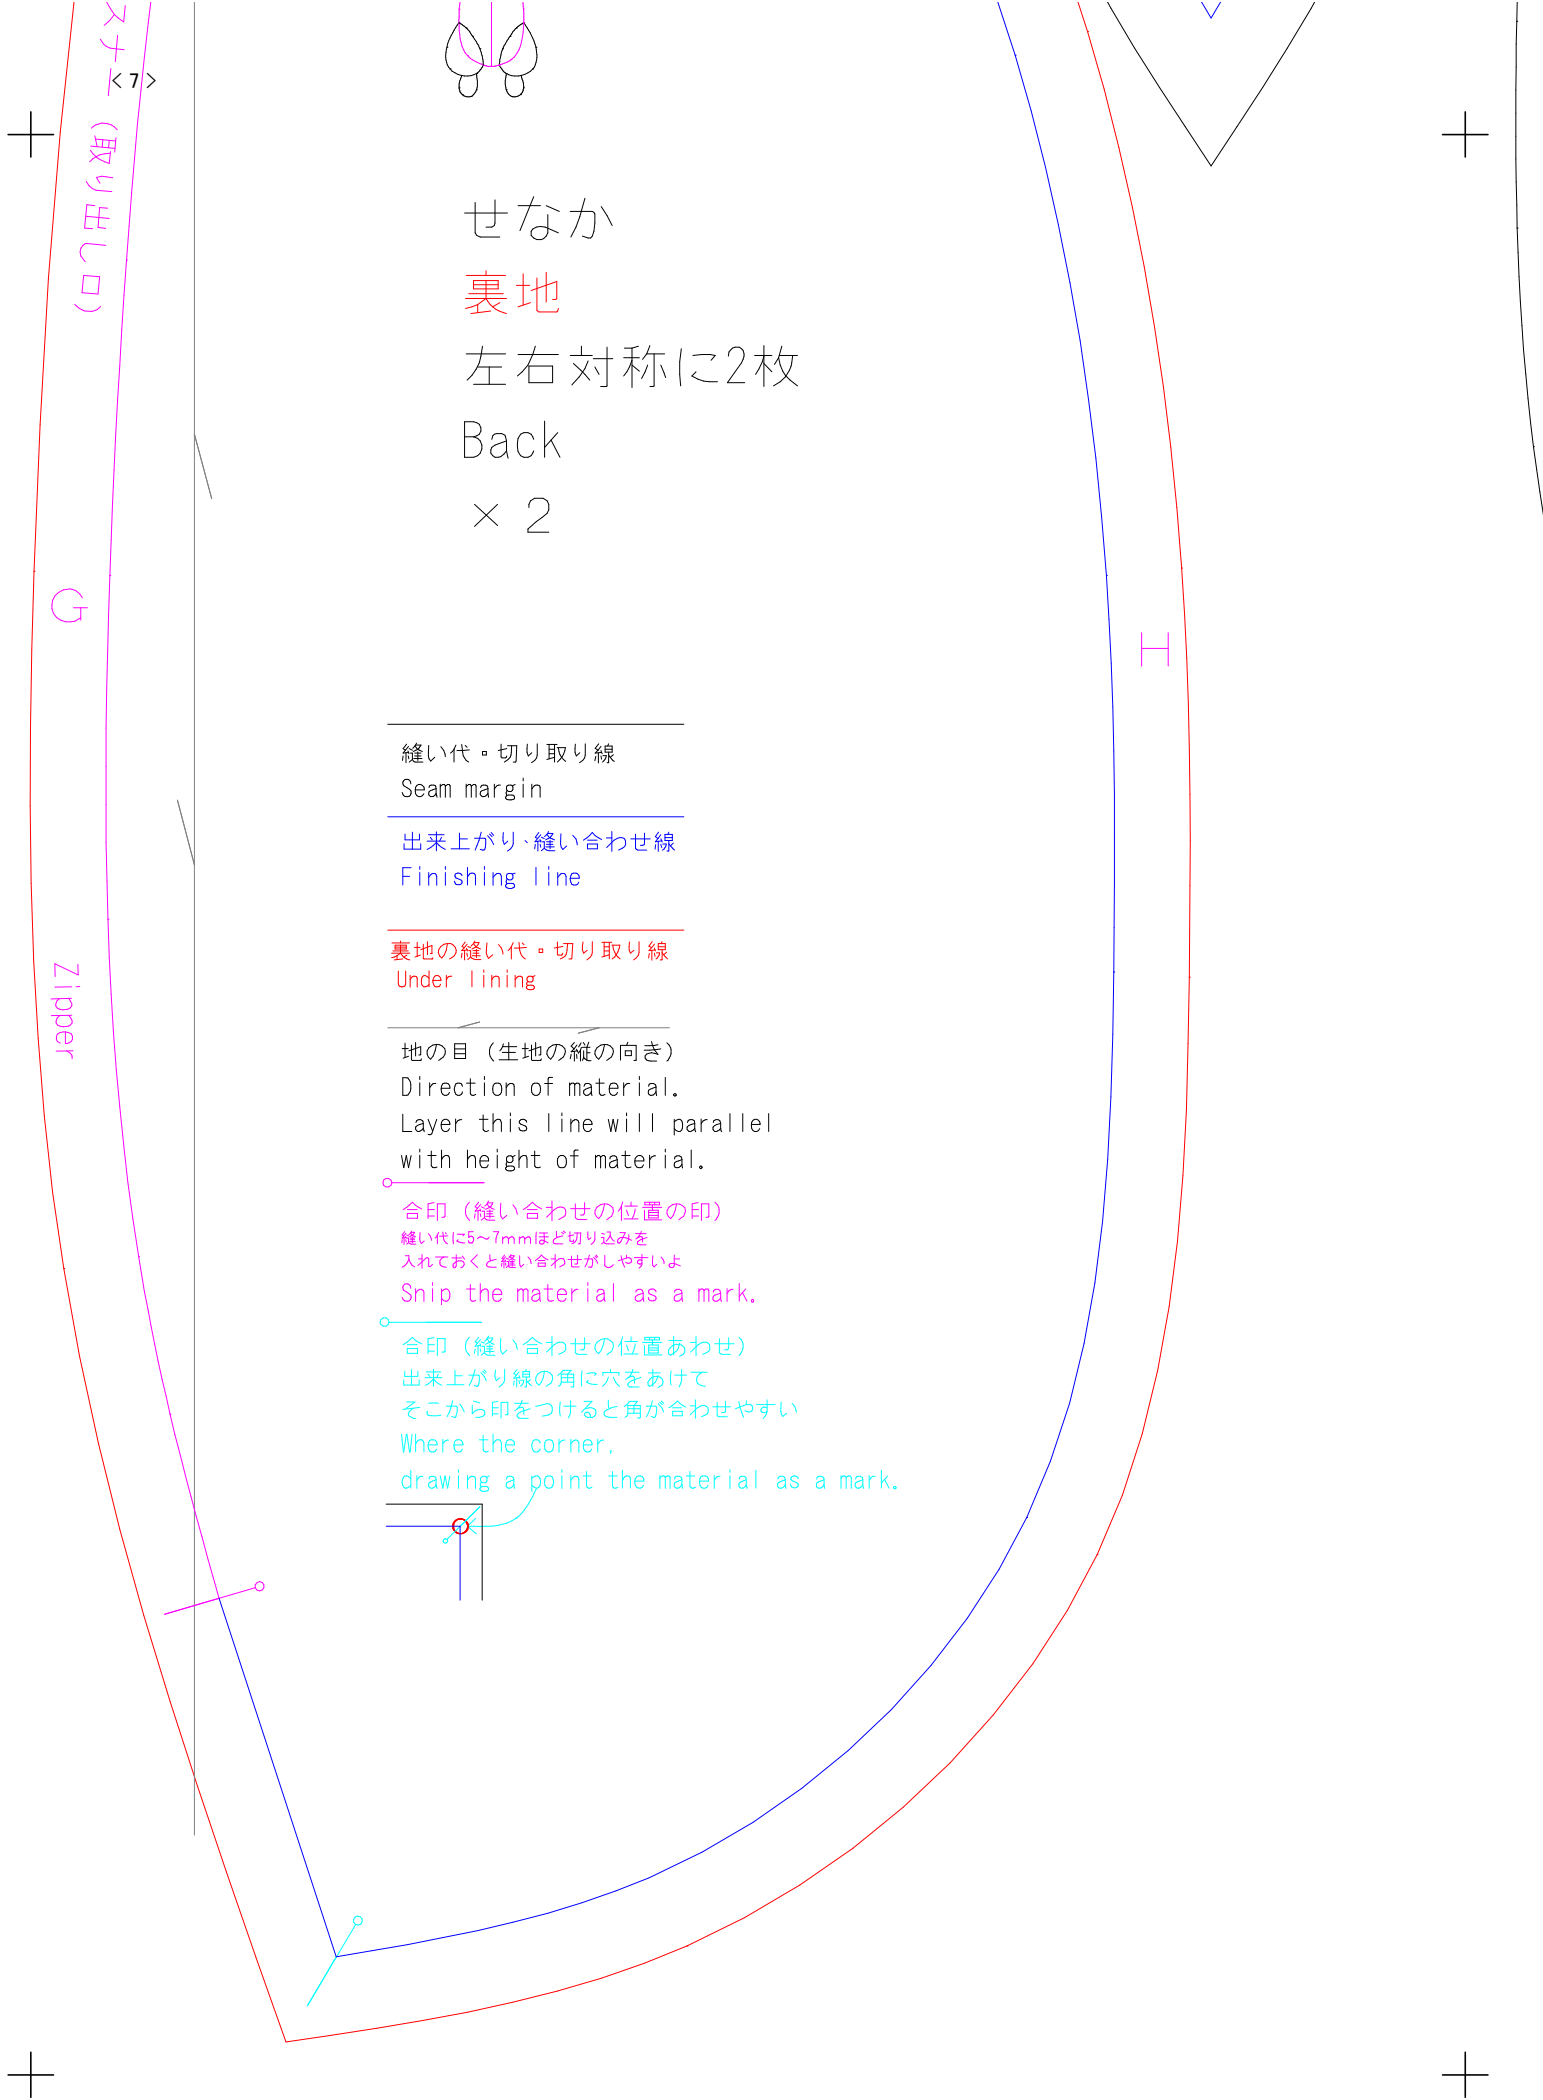 スナー(取り出し口)
<7>
せなか
裏地
左右対称に2枚
Back
×2
G
H
縫い代・切り取り線
Seam margin
出来上がり、縫い合わせ線
Finishing line
裏地の縫い代・切り取り線
Under lining
Zipper
地の目(生地の縦の向き)
Direction of material.
Layer this line will parallel
with height of material.
合印(縫い合わせの位置の印)
縫い代に5~7mmほど切り込みを
入れておくと縫い合わせがしやすいよ
Snip the material as a mark.
合印(縫い合わせの位置あわせ)
出来上がり線の角に穴をあけて
そこから印をつけると角が合わせやすい
Where the corner,
drawing a point the material as a mark.